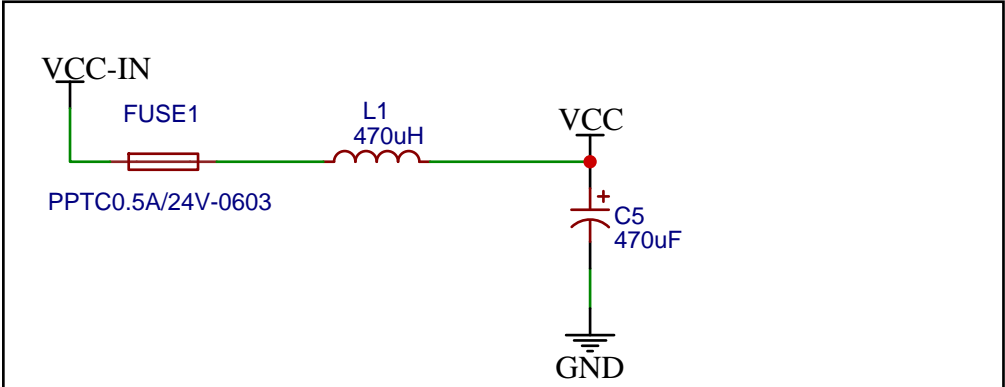 VCC-IN
FUSE1
L1
470uH
VCC
PPTC0.5A/24V-0603
+
C5
470uF
GND